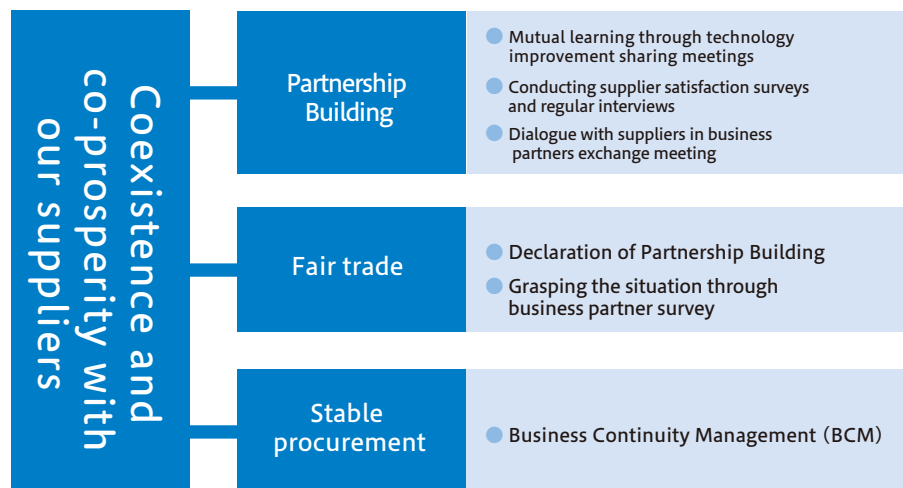 Coexistence and
co-prosperity with
our suppliers
Partnership
Building
Mutual learning through technology
improvement sharing meetings
Conducting supplier satisfaction surveys
and regular interviews
Dialogue with suppliers in business
partners exchange meeting
Fair trade
Declaration of Partnership Building
Grasping the situation through
business partner survey
Stable
procurement
Business Continuity Management (BCM)